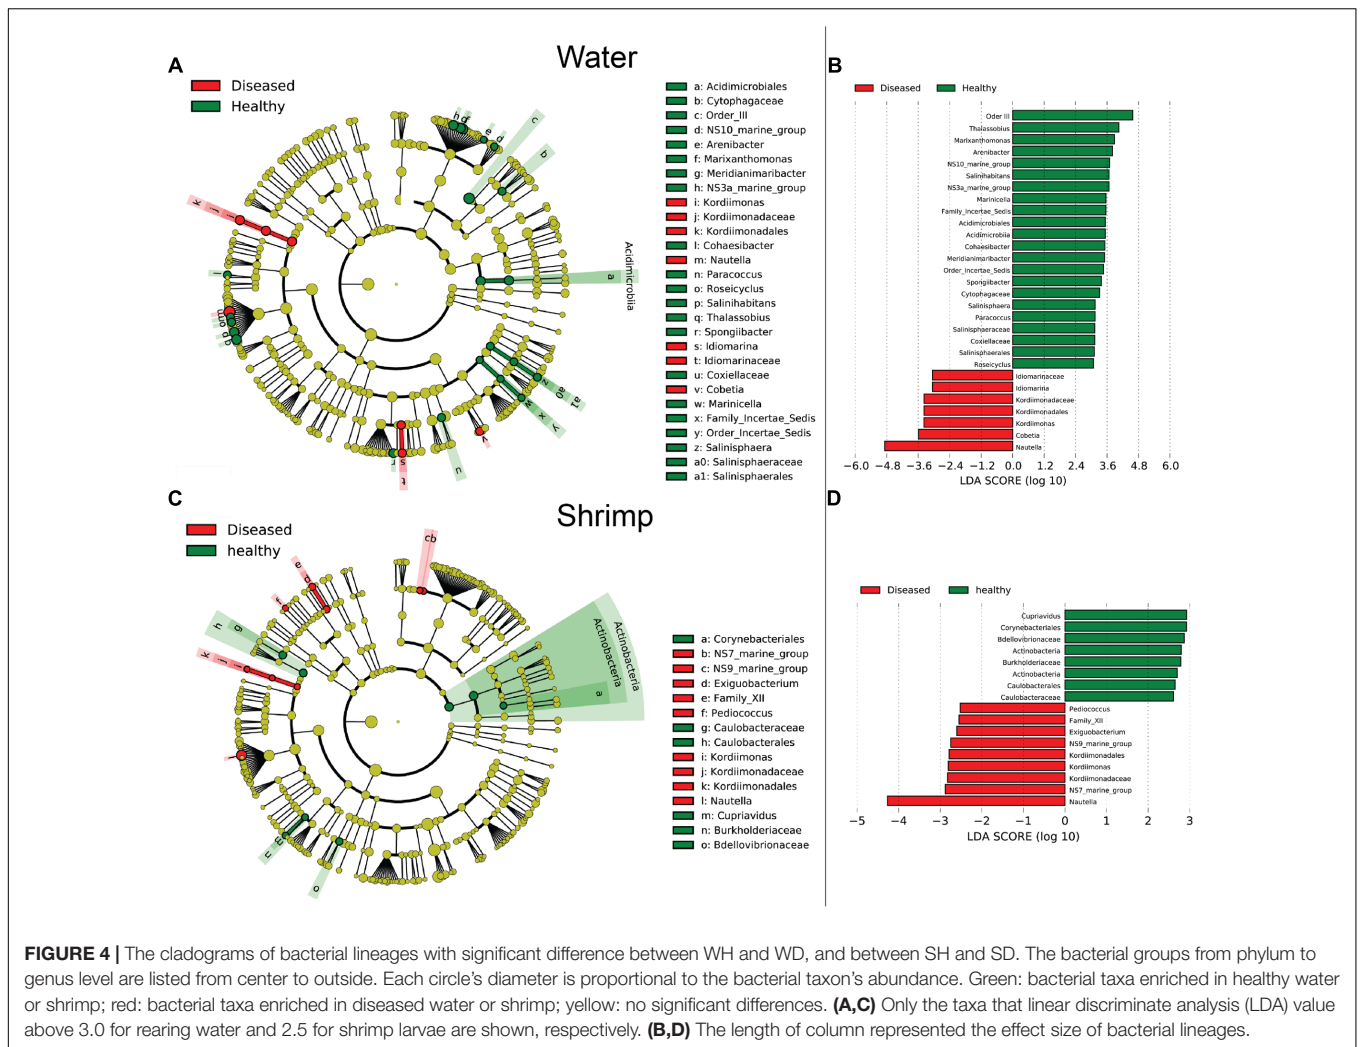 Water
A
Diseased
Healthy
a: Acidimicrobiales
b: Cytophagaceae
c: Order_III
d: NS10_marine_group
e: Arenibacter
f: Marixanthomonas
g: Meridianimaribacter
h: NS3a_marine_group
i: Kordiimonas
j: Kordiimonadaceae
k: Kordiimonadales
l: Cohaesibacter
m: Nautella
n: Paracoccus
o: Roseicyclus
p: Salinihabitans
q: Thalassobius
r: Spongiibacter
s: Idiomarina
t: Idiomarinaceae
u: Coxiellaceae
v: Cobetia
w: Marinicella
x: Family_Incertae_Sedis
y: Order_Incertae_Sedis
z: Salinisphaera
a0: Salinisphaeraceae
a1: Salinisphaerales
Acidimicrobiia
a
b
c
d
e
h
k
j
i
l
s
t
u
v
w
x
y
z
a0
a1
B
Diseased
Healthy
Oder III
Thalassobius
Marixanthomonas
Arenibacter
NS10_marine_group
Salinihabitans
NS3a_marine_group
Marinicella
Family_Incertae_Sedis
Acidimicrobiales
Acidimicrobiia
Cohaesibacter
Meridianimaribacter
Order_Incertae_Sedis
Spongiibacter
Cytophagaceae
Salinisphaera
Paracoccus
Salinisphaeraceae
Coxiellaceae
Salinisphaerales
Roseicyclus
Idiomarinaceae
Idiomarina
Kordiimonadaceae
Kordiimonadales
Kordiimonas
Cobetia
Nautella
−6.0 −4.8 −3.6 −2.4 −1.2 0.0 1.2 2.4 3.6 4.8 6.0
LDA SCORE (log 10)
C
Shrimp
Diseased
healthy
cb
e
f
h
g
k
j
i
n
o
a
Actinobacteria
Actinobacteria
a: Corynebacteriales
b: NS7_marine_group
c: NS9_marine_group
d: Exiguobacterium
e: Family_XII
f: Pediococcus
g: Caulobacteraceae
h: Caulobacterales
i: Kordiimonas
j: Kordiimonadaceae
k: Kordiimonadales
l: Nautella
m: Cupriavidus
n: Burkholderiaceae
o: Bdellovibrionaceae
D
Diseased
healthy
Cupriavidus
Corynebacteriales
Bdellovibrionaceae
Actinobacteria
Burkholderiaceae
Actinobacteria
Caulobacterales
Caulobacteraceae
Pediococcus
Family_XII
Exiguobacterium
NS9_marine_group
Kordiimonadales
Kordiimonas
Kordiimonadaceae
NS7_marine_group
Nautella
−5 −4 −3 −2 −1 0 1 2 3
LDA SCORE (log 10)
FIGURE 4 | The cladograms of bacterial lineages with significant difference between WH and WD, and between SH and SD. The bacterial groups from phylum to
genus level are listed from center to outside. Each circle's diameter is proportional to the bacterial taxon's abundance. Green: bacterial taxa enriched in healthy water
or shrimp; red: bacterial taxa enriched in diseased water or shrimp; yellow: no significant differences. (A,C) Only the taxa that linear discriminate analysis (LDA) value
above 3.0 for rearing water and 2.5 for shrimp larvae are shown, respectively. (B,D) The length of column represented the effect size of bacterial lineages.